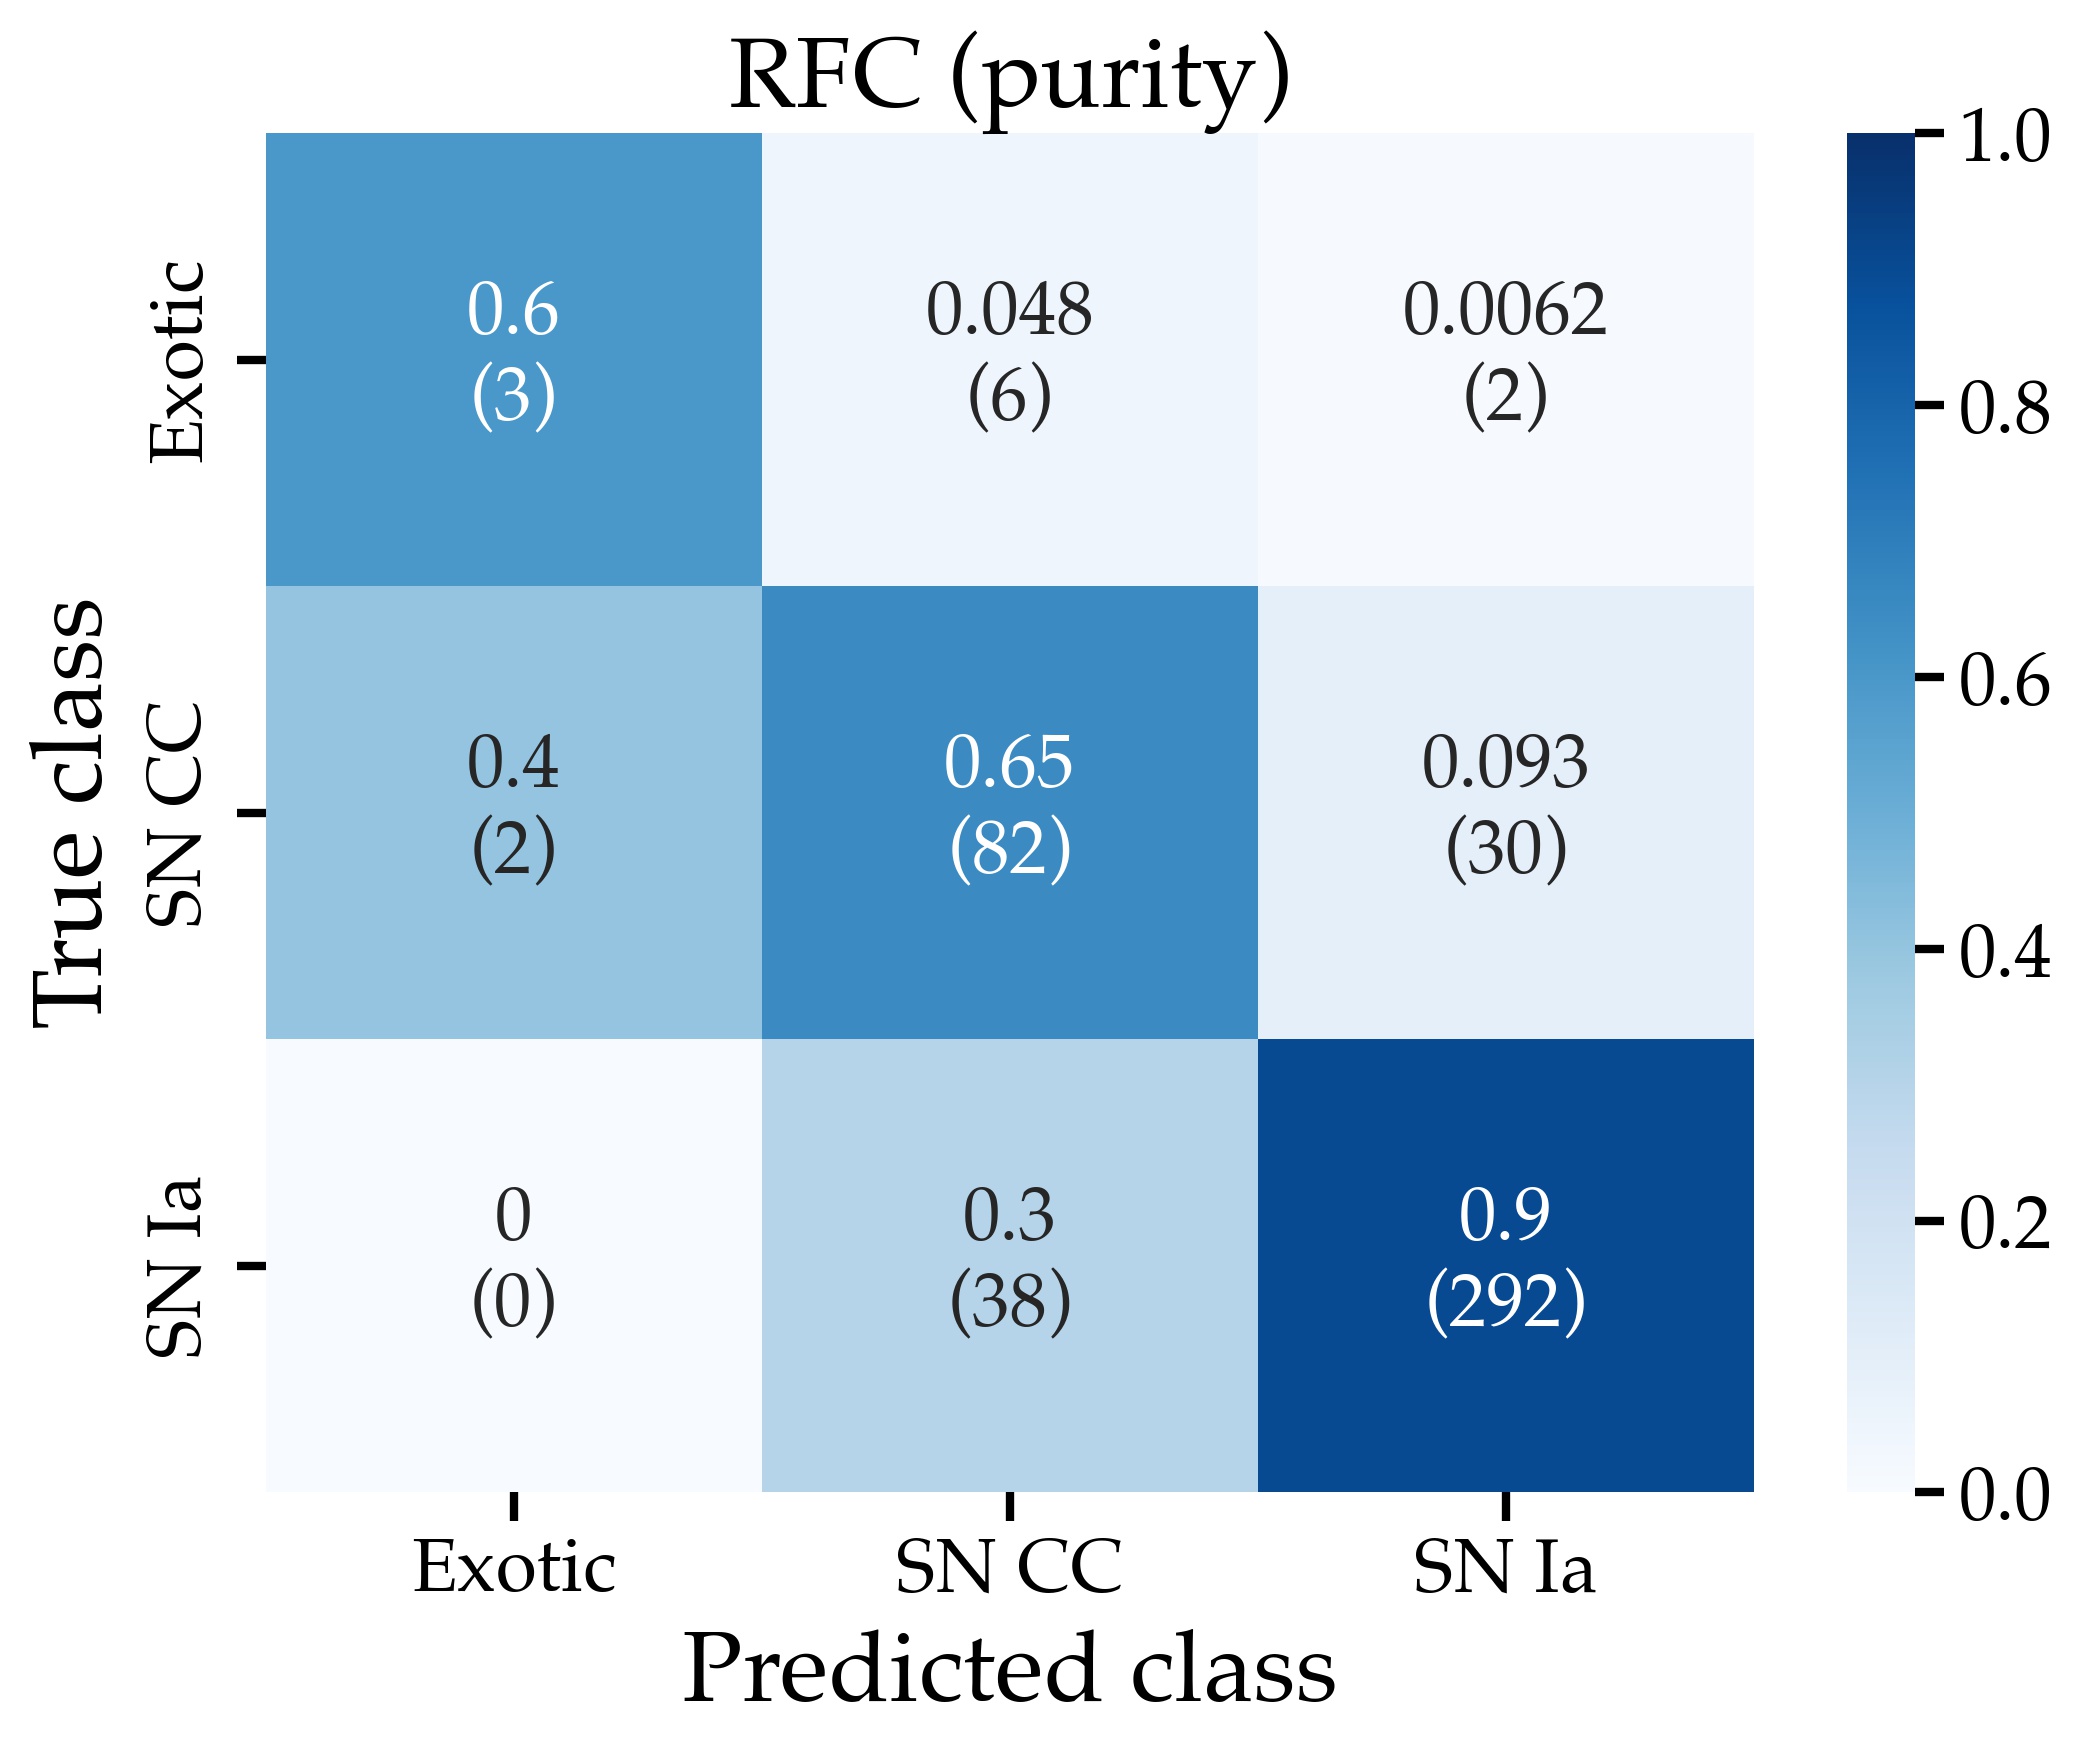 RFC (purity)
True class
Exotic
SN CC
SN Ia
0.6
(3)
0.048
(6)
0.0062
(2)
0.4
(2)
0.65
(82)
0.093
(30)
0
(0)
0.3
(38)
0.9
(292)
Exotic
SN CC
SN Ia
Predicted class
1.0
0.8
0.6
0.4
0.2
0.0